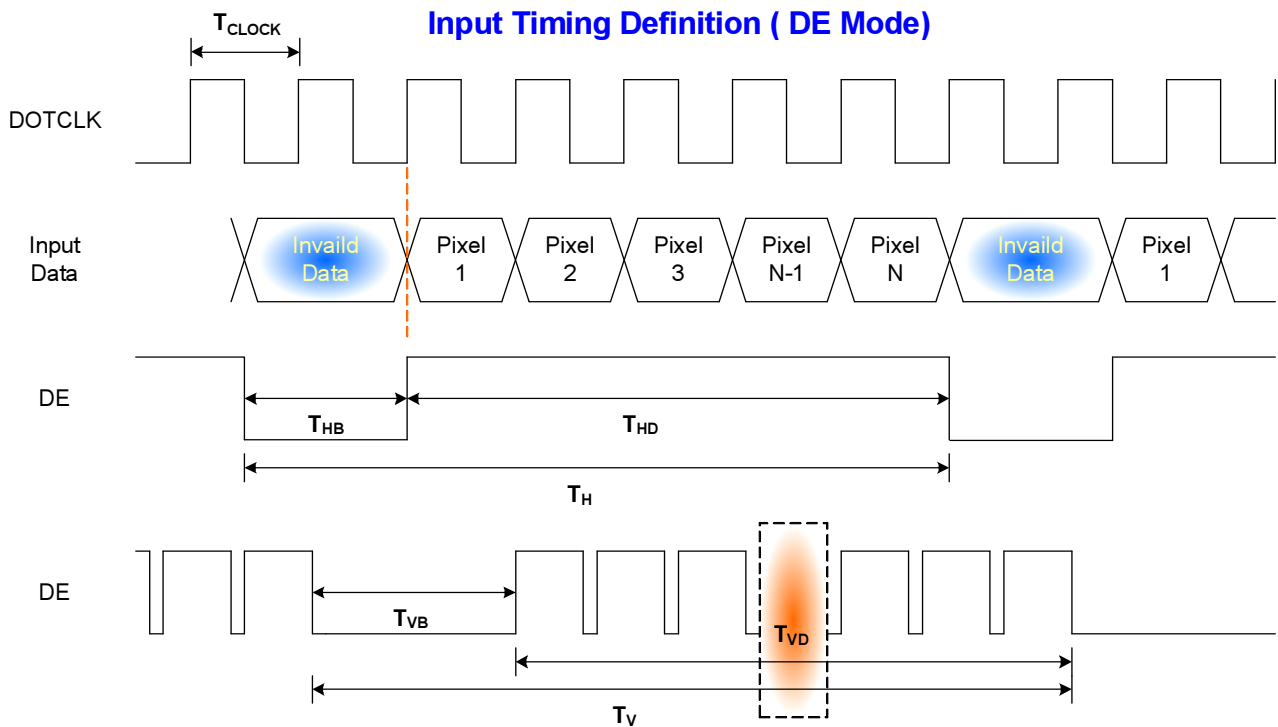 Input Timing Definition ( DE Mode)
TCLOCK
DOTCLK
Input
Data
Invaild
Data
Pixel
1
Pixel
2
Pixel
3
Pixel
N-1
Pixel
N
Invaild
Data
Pixel
1
DE
THB
THD
TH
DE
TVB
TVD
TV